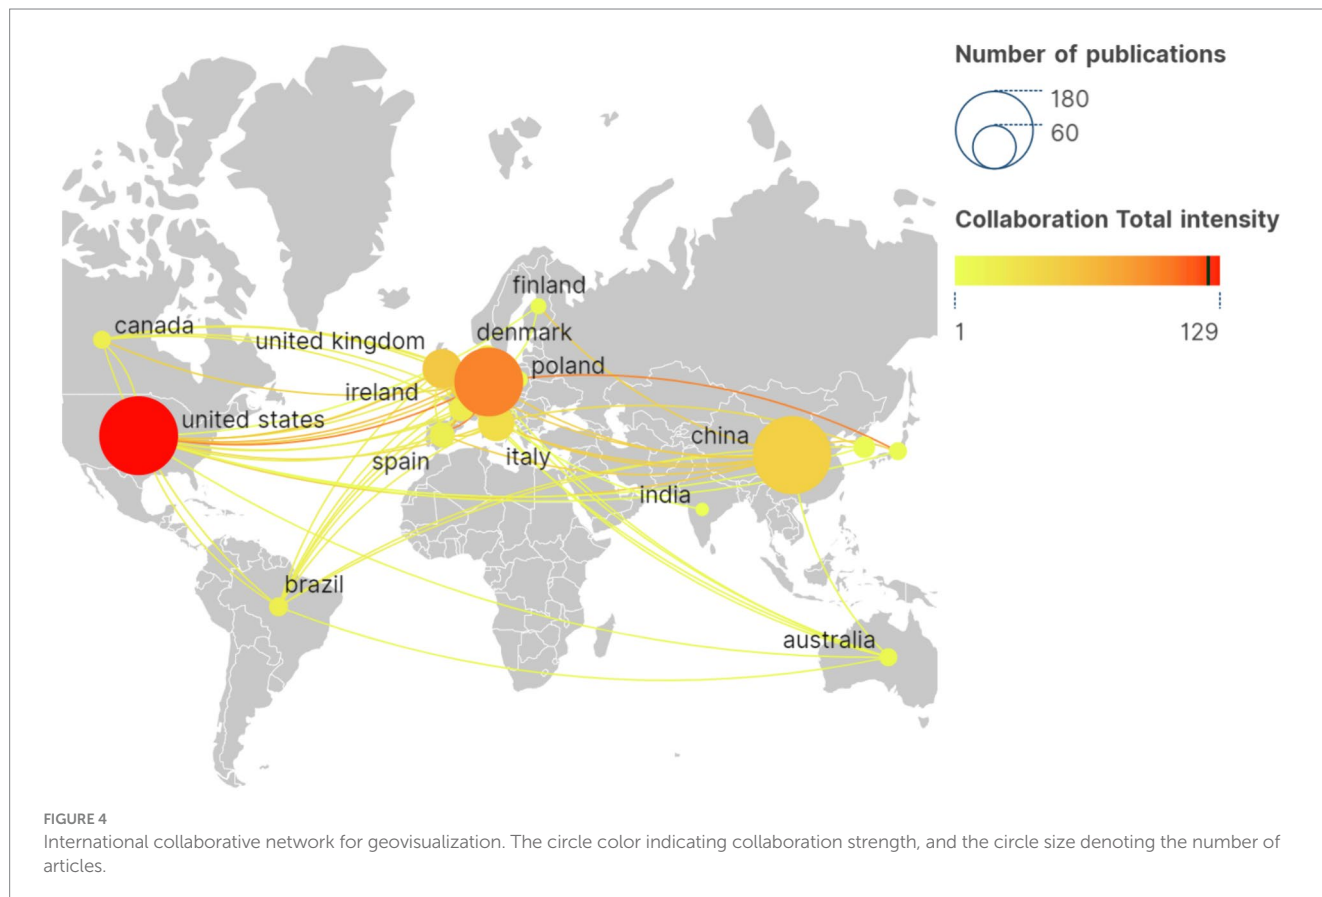 Number of publications
180
60
Collaboration Total intensity
1
129
finland
canada
united kingdom
denmark
poland
ireland
united states
china
spain
italy
india
brazil
australia
FIGURE 4
International collaborative network for geovisualization. The circle color indicating collaboration strength, and the circle size denoting the number of
articles.